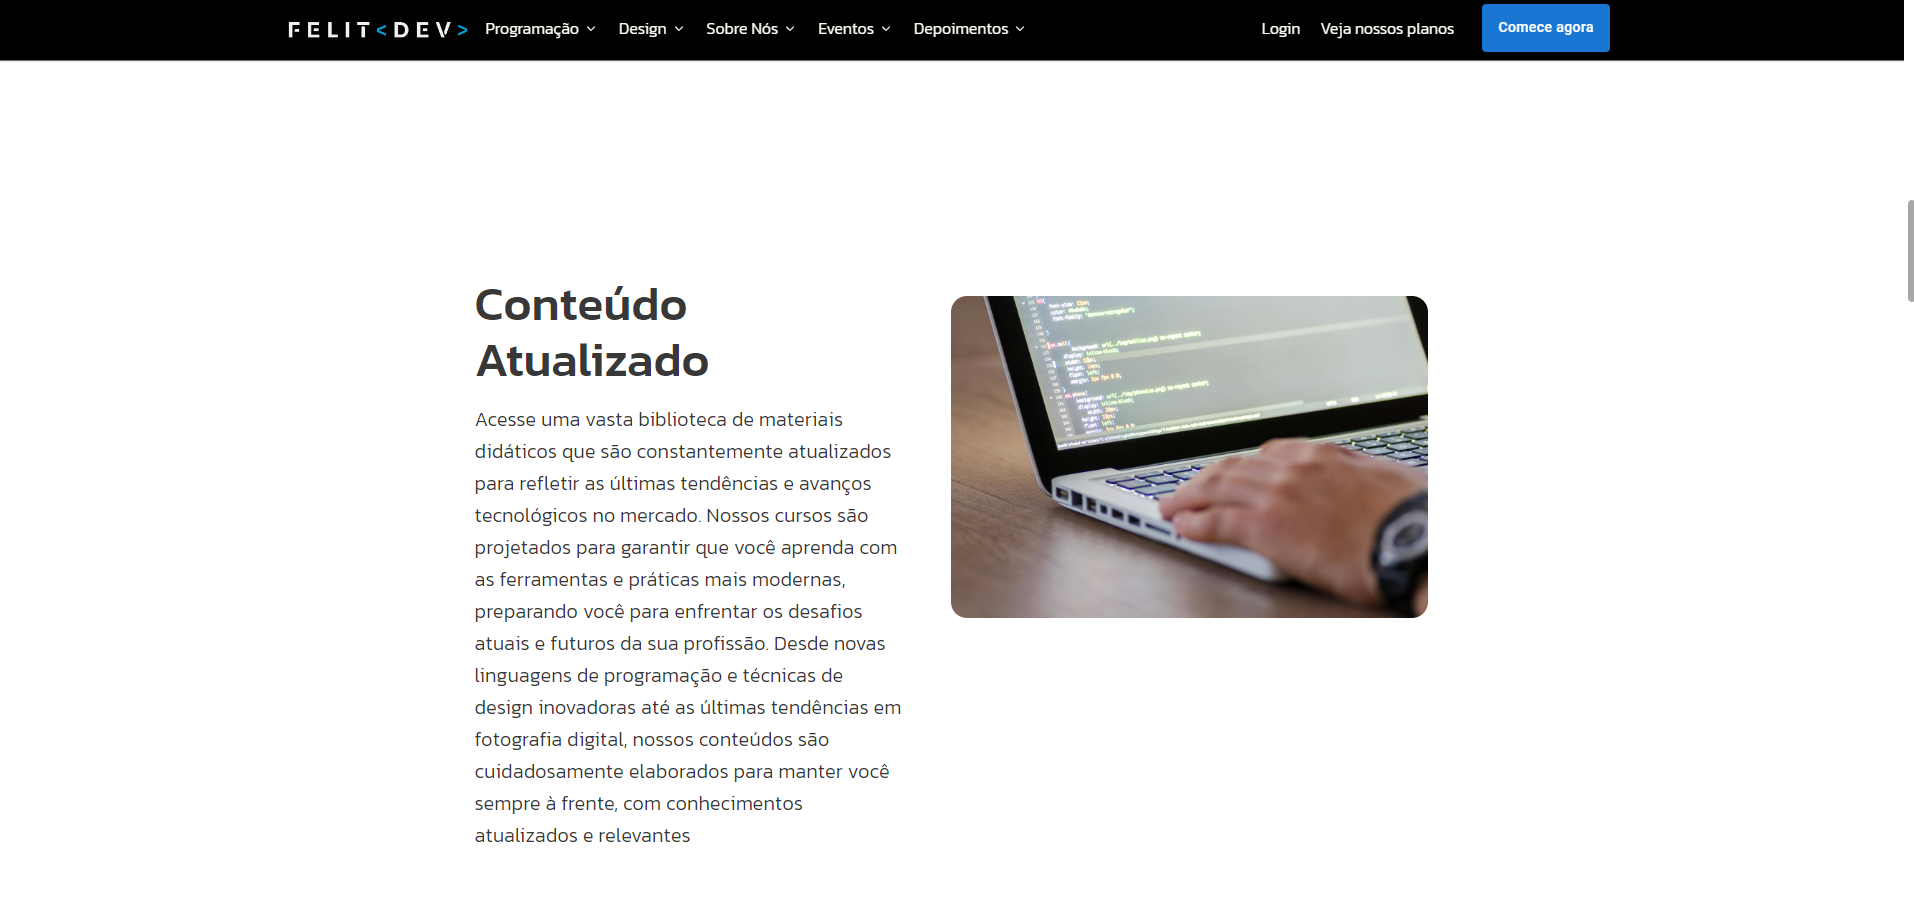 FELIT<DEV>
Programação
Design
Sobre Nós
Eventos
Depoimentos
Login
Veja nossos planos
Comece agora
Conteúdo
Atualizado
Acesse uma vasta biblioteca de materiais
didáticos que são constantemente atualizados
para refletir as últimas tendências e avanços
tecnológicos no mercado. Nossos cursos são
projetados para garantir que você aprenda com
as ferramentas e práticas mais modernas,
preparando você para enfrentar os desafios
atuais e futuros da sua profissão. Desde novas
linguagens de programação e técnicas de
design inovadoras até as últimas tendências em
fotografia digital, nossos conteúdos são
cuidadosamente elaborados para manter você
sempre à frente, com conhecimentos
atualizados e relevantes